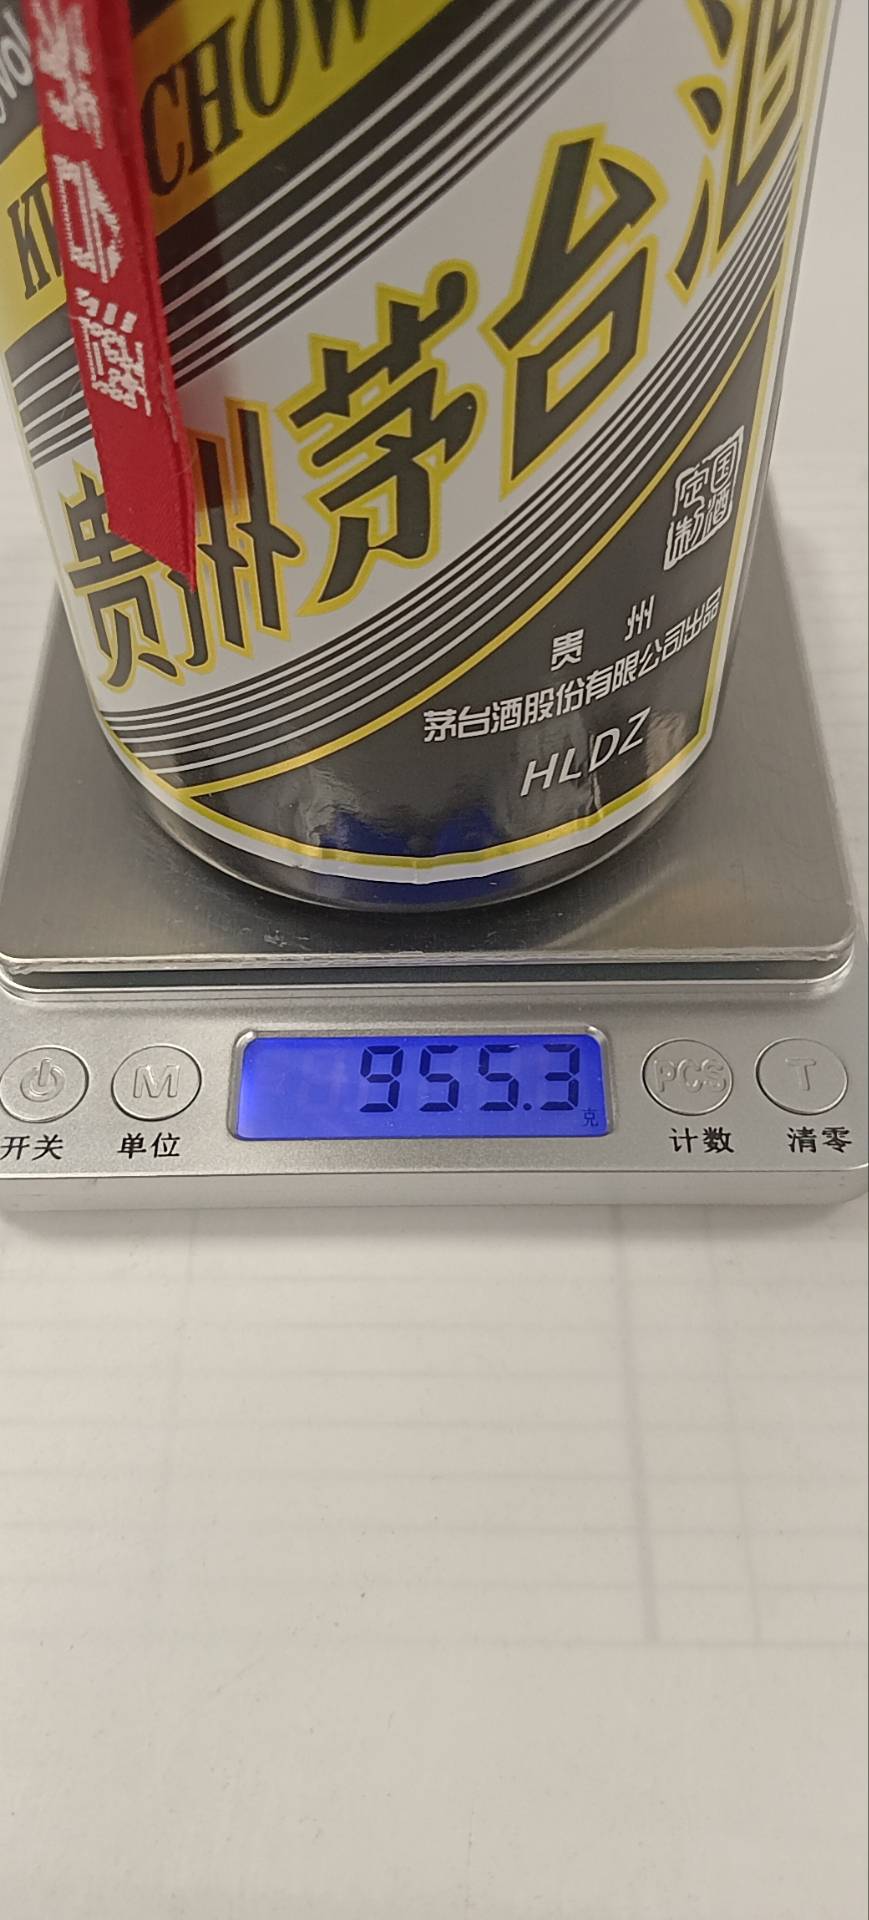 CHOW
贵州茅台酒
国酒
定制
贵 州
茅台酒股份有限公司出品
HLDZ
955.3
克
M
PCS
T
开关
单位
计数
清零